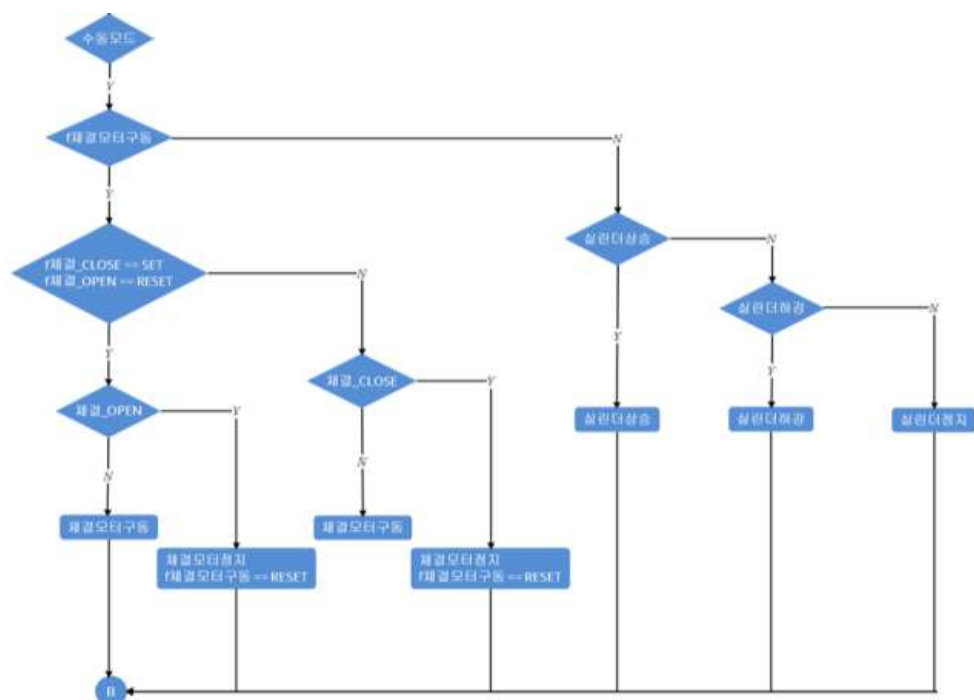 수동모드
Y
f체결모터구동
N
Y
실린더상승
N
f체결_CLOSE == SET
f체결_OPEN == RESET
N
실린더하강
N
Y
Y
Y
체결_CLOSE
Y
체결_OPEN
Y
실린더상승
실린더하강
실린더정지
N
N
체결모터구동
체결모터구동
체결모터정지
f체결모터구동 == RESET
체결모터정지
f체결모터구동 == RESET
B